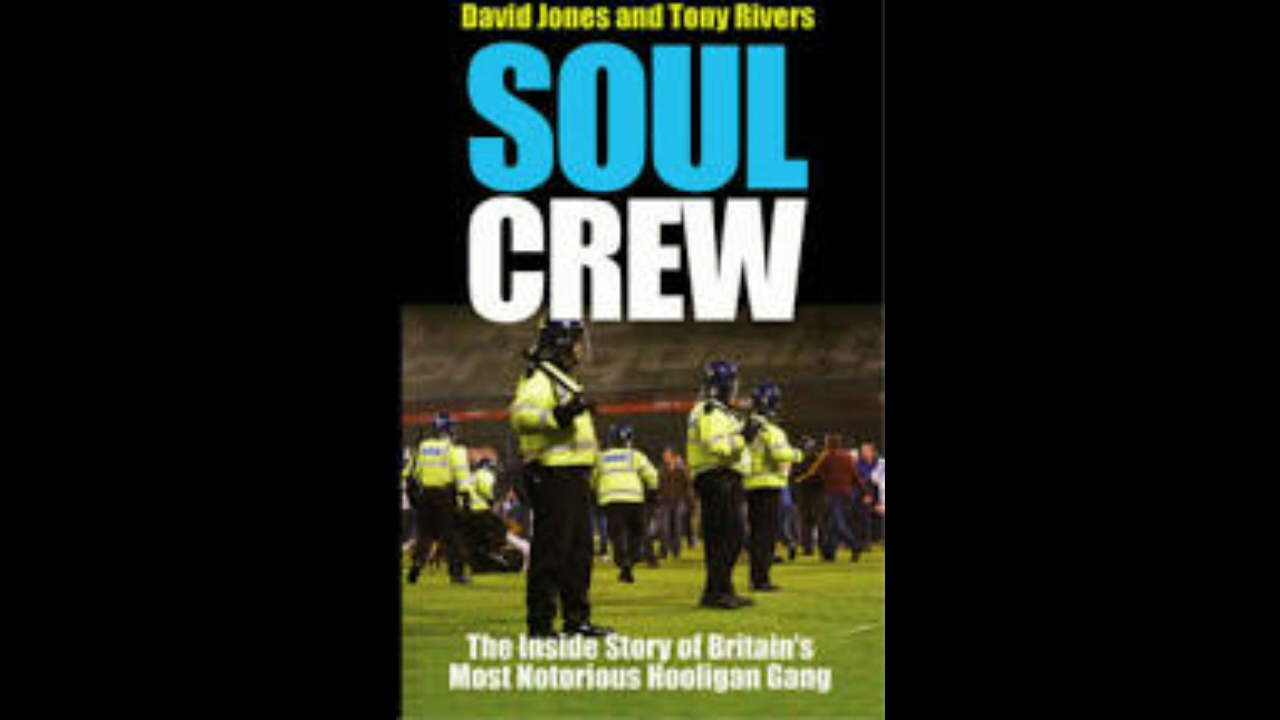 David Jones and Tony Rivers
SOUL
CREW
The Inside Story of Britain's
Most Notorious Hooligan Gang